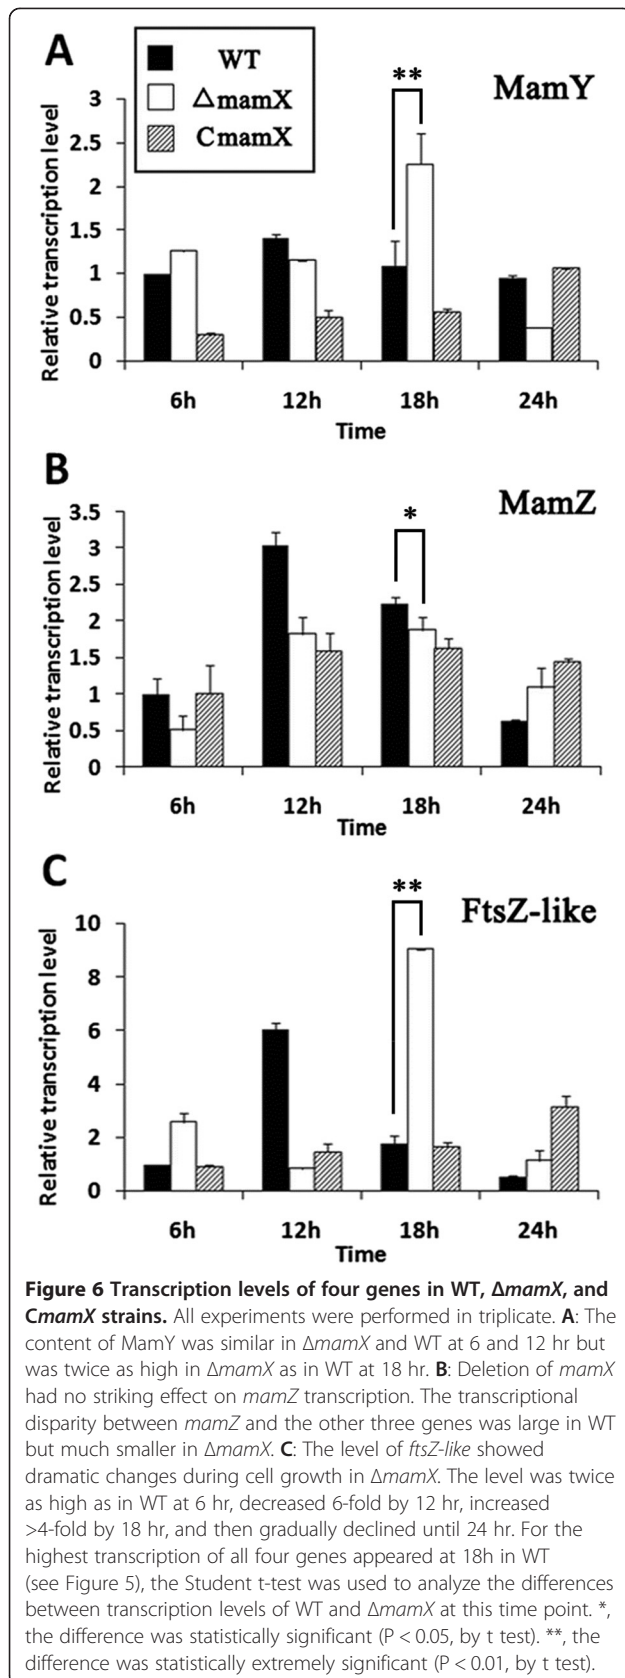 A
WT
ΔmamX
CmamX
**
MamY
Relative transcription level
3
2.5
2
1.5
1
0.5
0
6h
12h
18h
24h
Time
B
MamZ
*
Relative transcription level
3.5
3
2.5
2
1.5
1
0.5
0
6h
12h
18h
24h
Time
C
**
FtsZ-like
Relative transcription level
10
8
6
4
2
0
6h
12h
18h
24h
Time
Figure 6 Transcription levels of four genes in WT, ΔmamX, and
CmamX strains. All experiments were performed in triplicate. A: The
content of MamY was similar in ΔmamX and WT at 6 and 12 hr but
was twice as high in ΔmamX as in WT at 18 hr. B: Deletion of mamX
had no striking effect on mamZ transcription. The transcriptional
disparity between mamZ and the other three genes was large in WT
but much smaller in ΔmamX. C: The level of ftsZ-like showed
dramatic changes during cell growth in ΔmamX. The level was twice
as high as in WT at 6 hr, decreased 6-fold by 12 hr, increased
>4-fold by 18 hr, and then gradually declined until 24 hr. For the
highest transcription of all four genes appeared at 18h in WT
(see Figure 5), the Student t-test was used to analyze the differences
between transcription levels of WT and ΔmamX at this time point. *,
the difference was statistically significant (P < 0.05, by t test). **, the
difference was statistically extremely significant (P < 0.01, by t test).